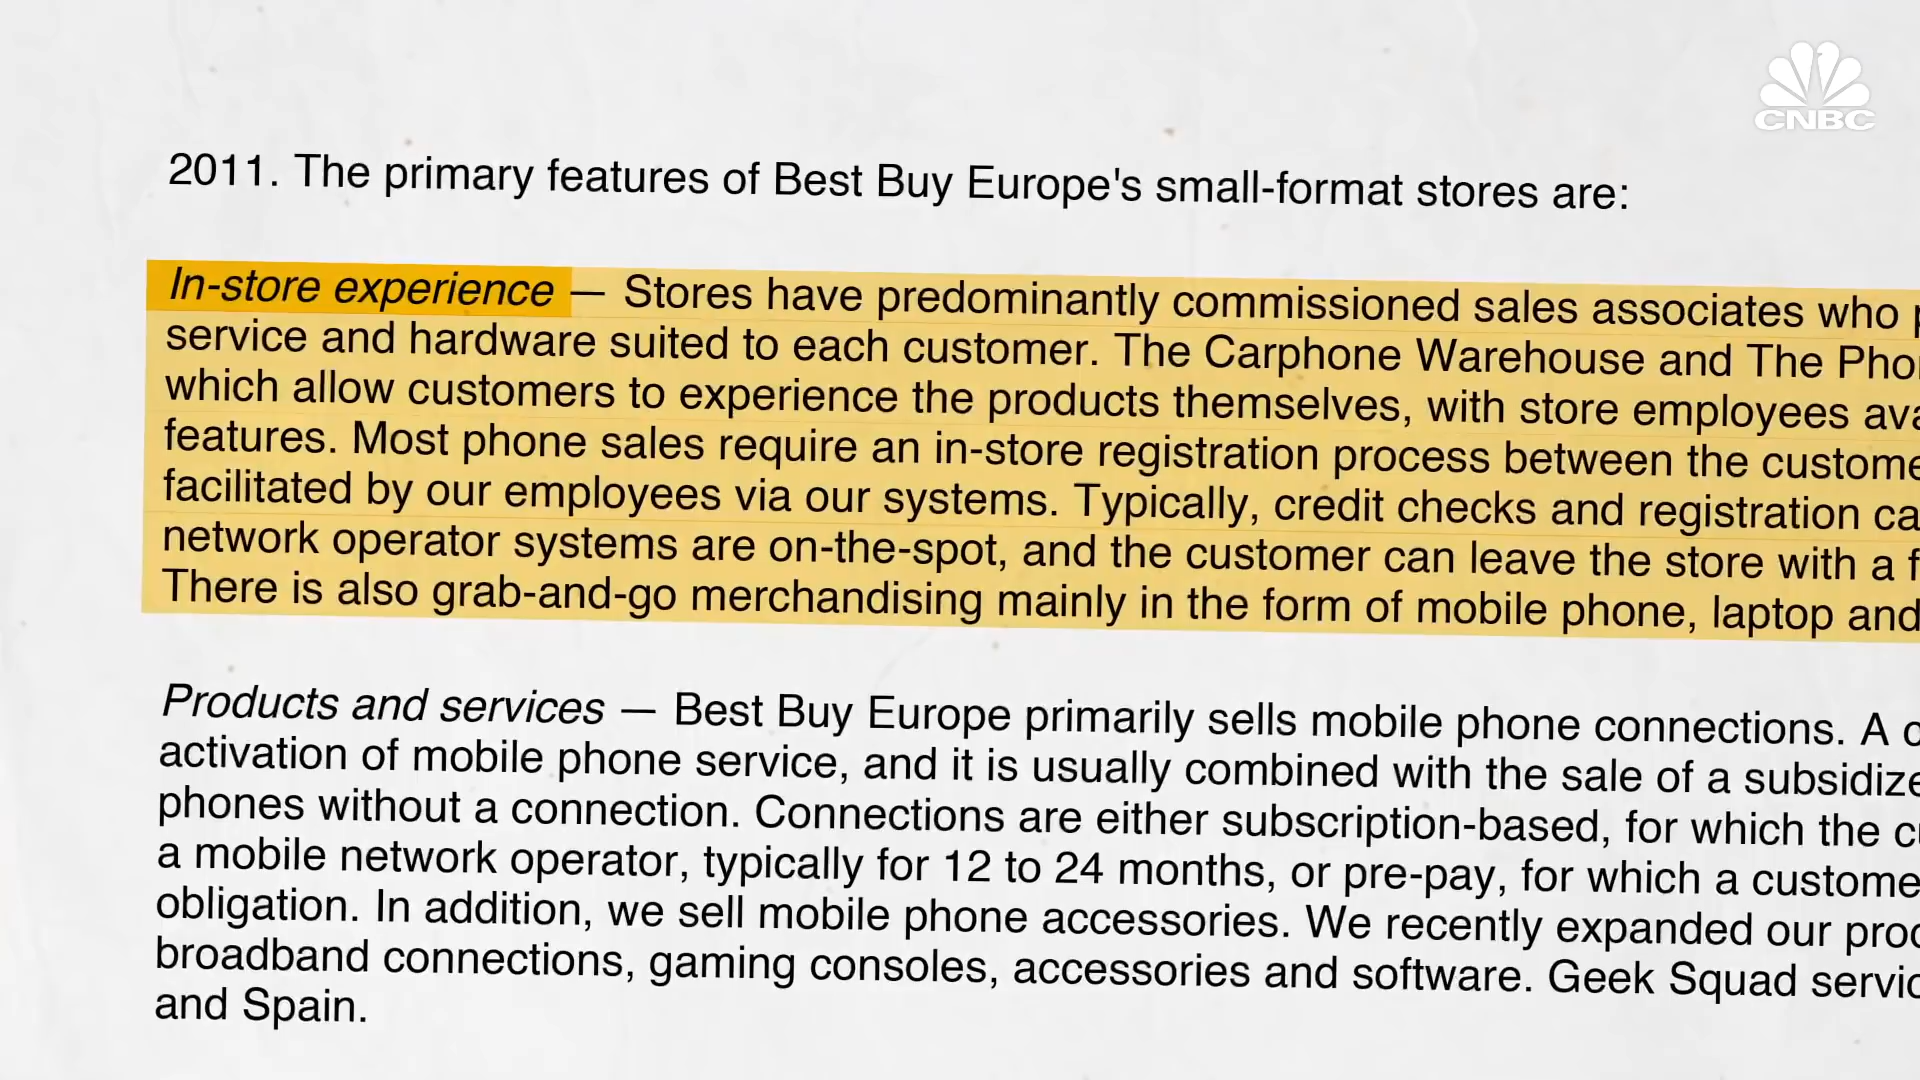 CNBC
2011. The primary features of Best Buy Europe's small-format stores are:
In-store experience — Stores have predominantly commissioned sales associates who
service and hardware suited to each customer. The Carphone Warehouse and The
which allow customers to experience the products themselves, with store employees
features. Most phone sales require an in-store registration process between the
facilitated by our employees via our systems. Typically, credit checks and registration
network operator systems are on-the-spot, and the customer can leave the store with a
There is also grab-and-go merchandising mainly in the form of mobile phone, laptop and
Products and services — Best Buy Europe primarily sells mobile phone connections. A
activation of mobile phone service, and it is usually combined with the sale of a
phones without a connection. Connections are either subscription-based, for which the
a mobile network operator, typically for 12 to 24 months, or pre-pay, for which a
obligation. In addition, we sell mobile phone accessories. We recently expanded our
broadband connections, gaming consoles, accessories and software. Geek Squad
and Spain.